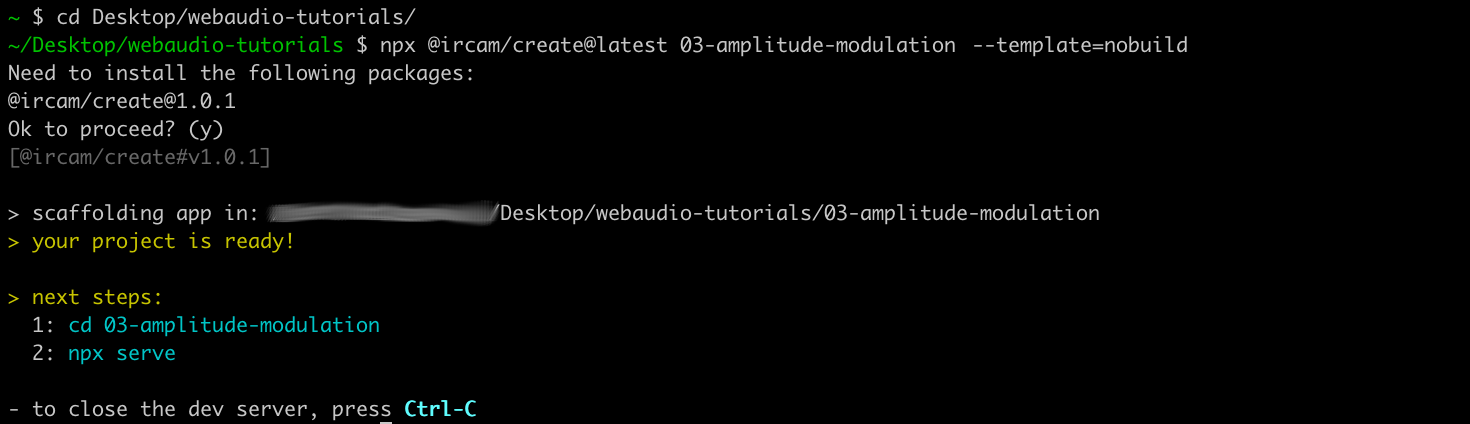 ~ $ cd Desktop/webaudio-tutorials/
~/Desktop/webaudio-tutorials $ npx @ircam/create@latest 03-amplitude-modulation --template=nobuild
Need to install the following packages:
@ircam/create@1.0.1
Ok to proceed? (y)
[@ircam/create#v1.0.1]
> scaffolding app in: /Desktop/webaudio-tutorials/03-amplitude-modulation
> your project is ready!
> next steps:
1: cd 03-amplitude-modulation
2: npx serve
- to close the dev server, press Ctrl-C